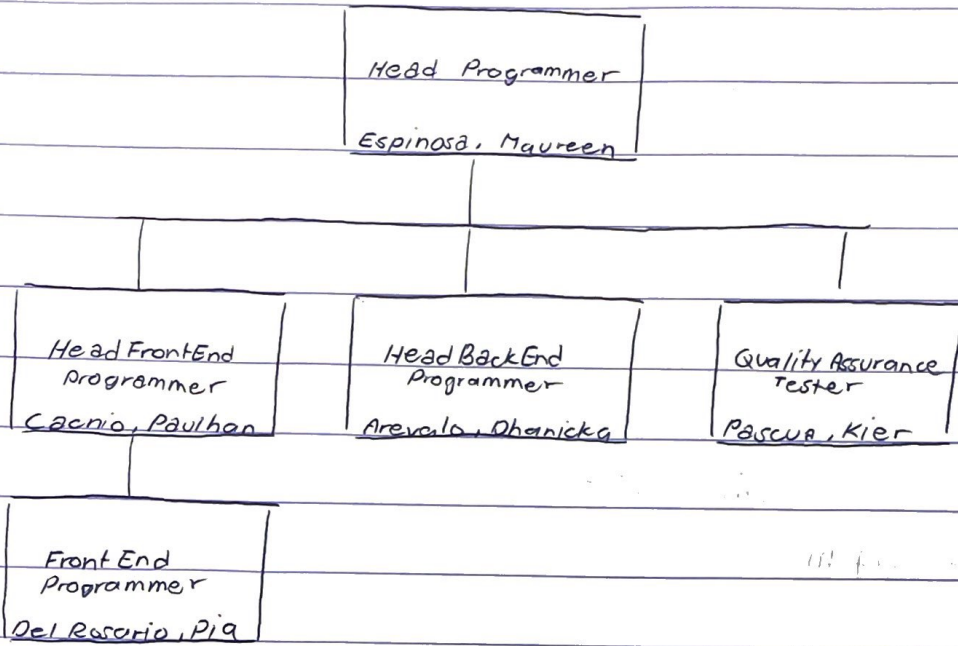 Head Programmer
Espinosa, Maureen
Head FrontEnd
Programmer
Cacnio, Paulhan
Head BackEnd
Programmer
Arevalo, Dhanicka
Quality Assurance
Tester
Pascua, Kier
Front End
Programmer
Del Rosario, Pia